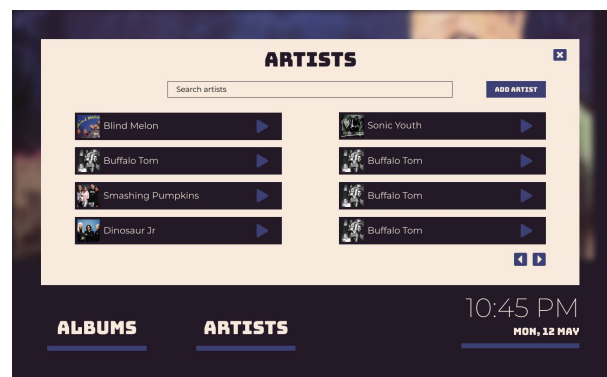 ARTISTS
Search artists
ADD ARTIST
Blind Melon
Sonic Youth
Buffalo Tom
Buffalo Tom
Smashing Pumpkins
Buffalo Tom
Dinosaur Jr
Buffalo Tom
ALBUMS
ARTISTS
10:45 PM
MON, 12 MAY